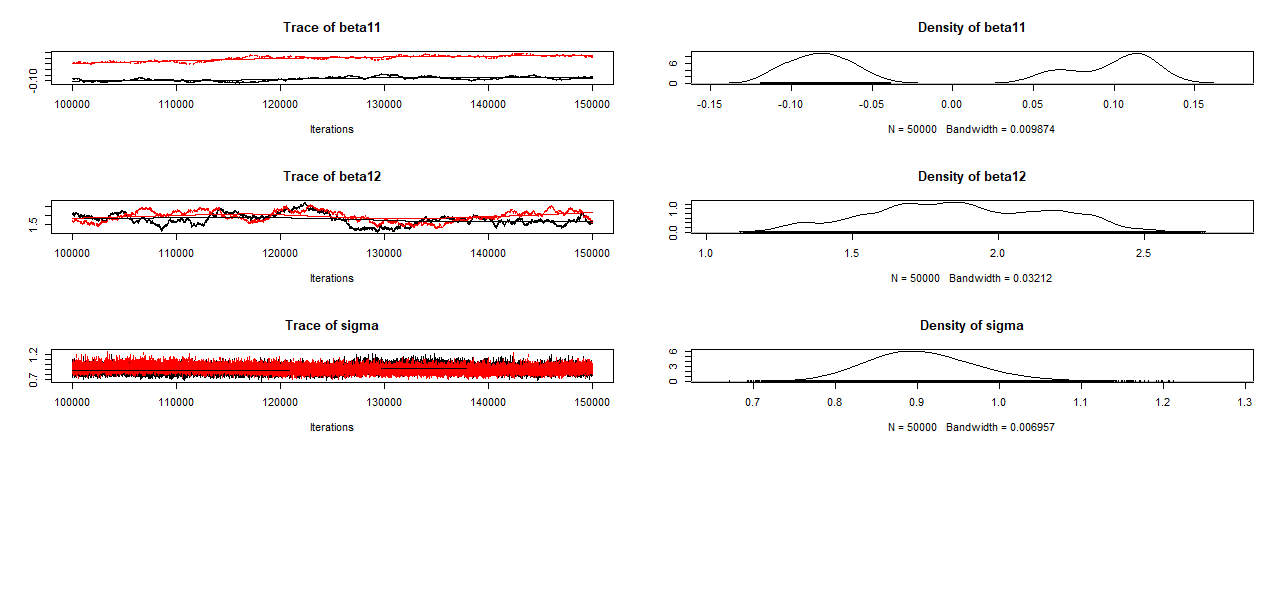 Trace of beta11
-0.10
100000 110000 120000 130000 140000 150000
Iterations
Density of beta11
0 6
-0.15 -0.10 -0.05 0.00 0.05 0.10 0.15
N = 50000 Bandwidth = 0.009874
Trace of beta12
1.5
100000 110000 120000 130000 140000 150000
Iterations
Density of beta12
0.0 1.0
1.0 1.5 2.0 2.5
N = 50000 Bandwidth = 0.03212
Trace of sigma
0.7 1.2
100000 110000 120000 130000 140000 150000
Iterations
Density of sigma
0 3 6
0.7 0.8 0.9 1.0 1.1 1.2 1.3
N = 50000 Bandwidth = 0.006957